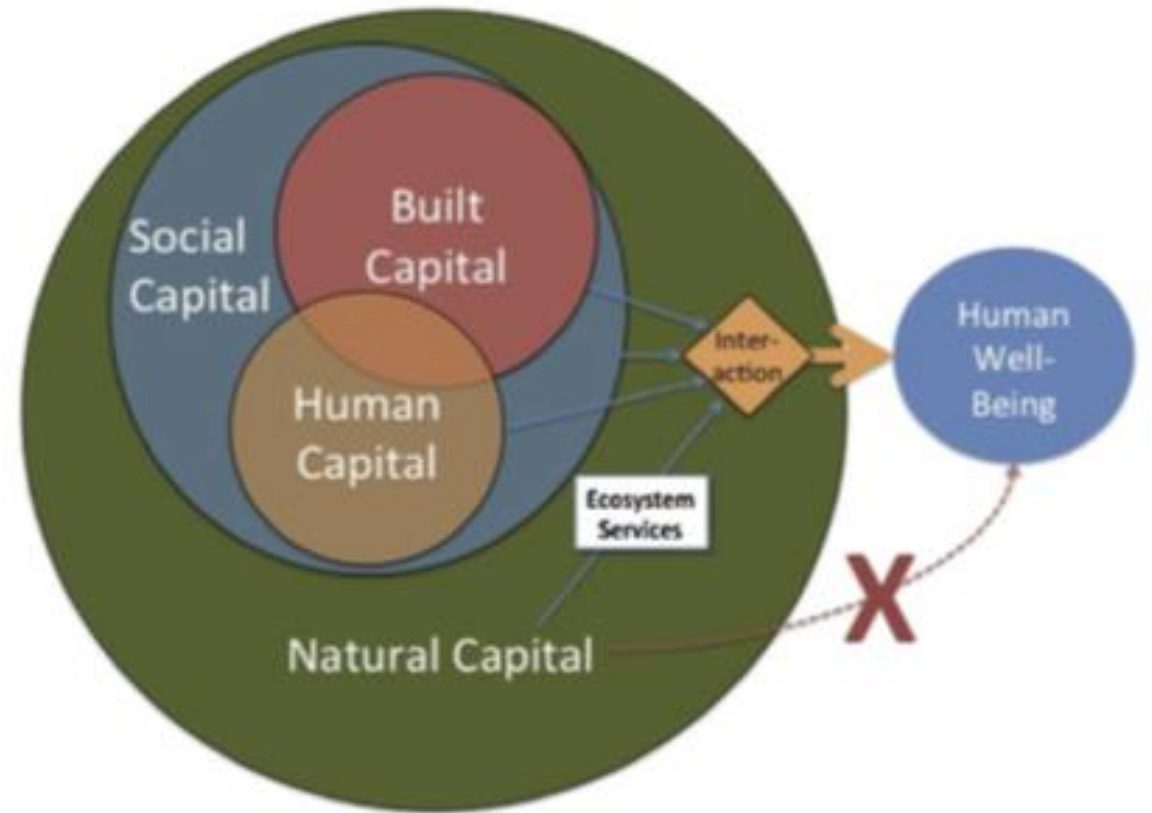 Built
Capital
Social
Capital
Human
Capital
Inter-
action
Human
Well-
Being
Ecosystem
Services
X
Natural Capital